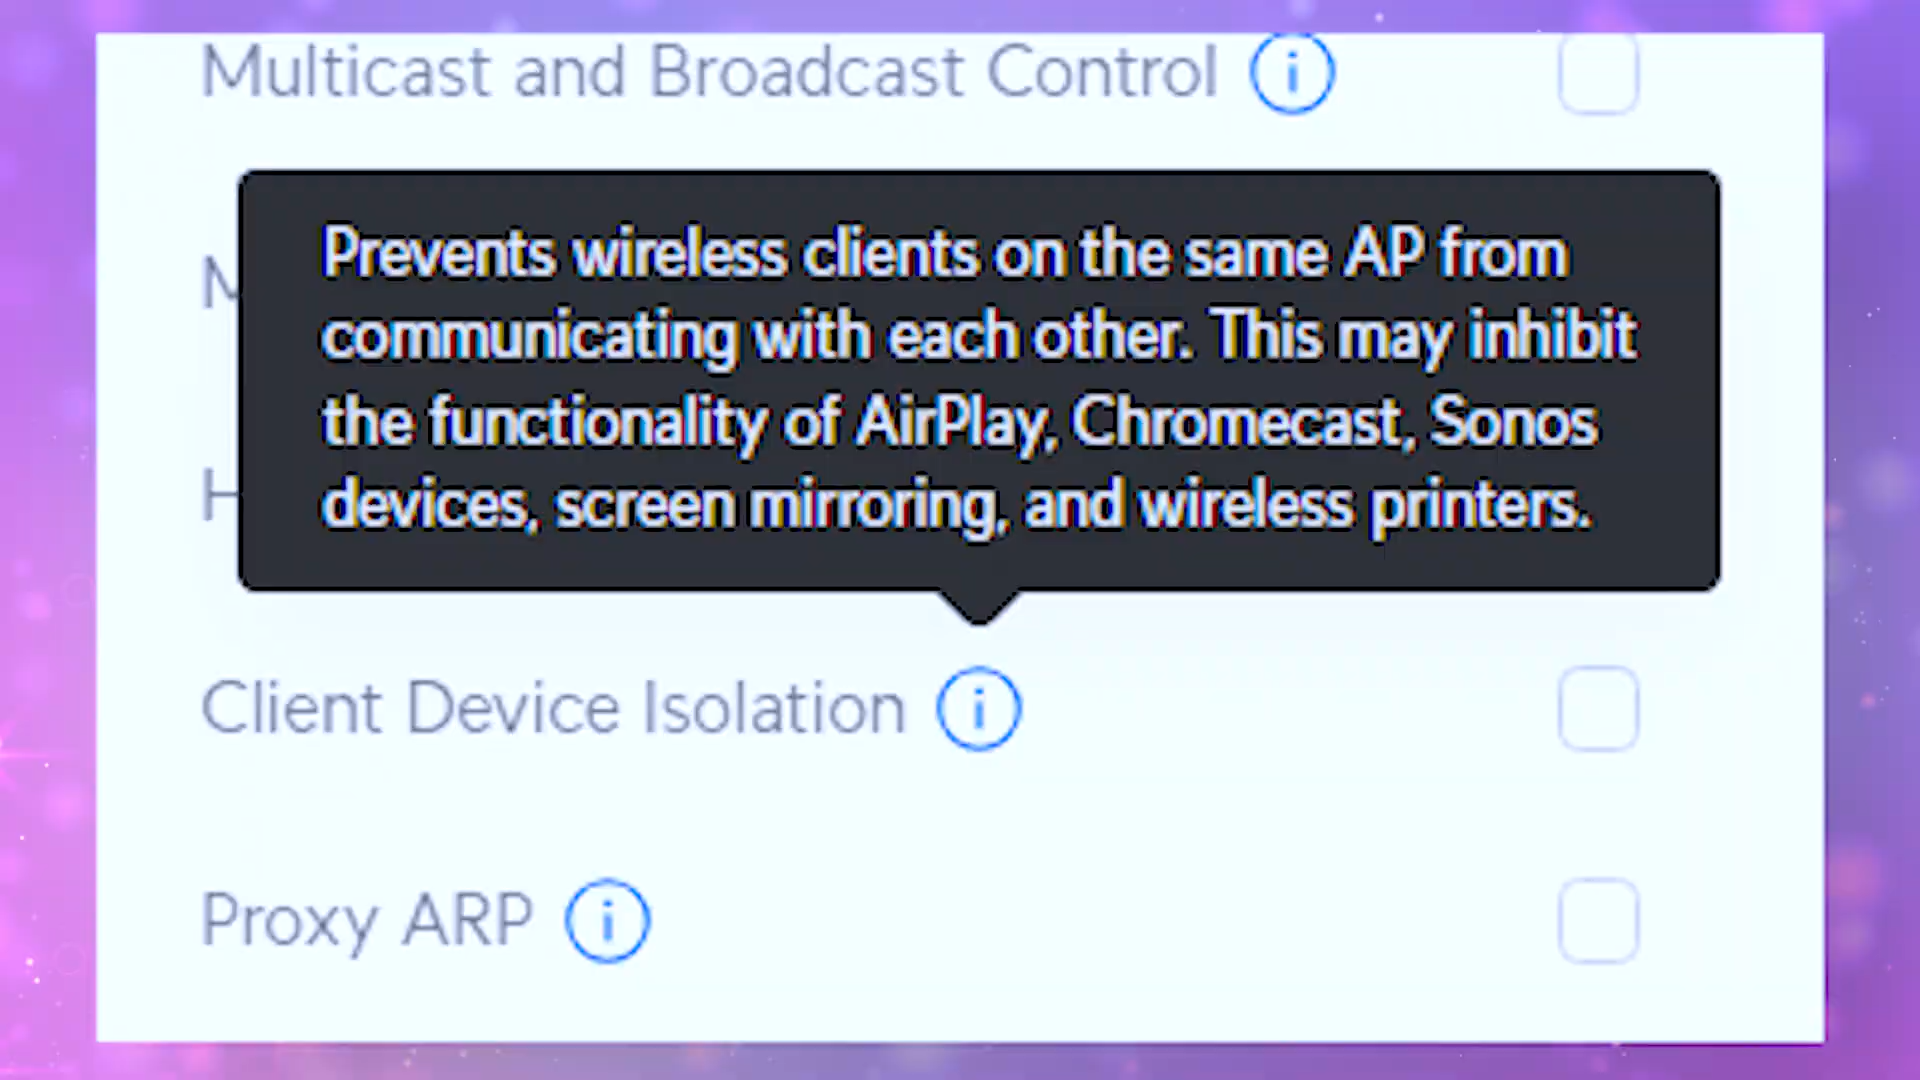 Multicast and Broadcast Control
Prevents wireless clients on the same AP from
communicating with each other. This may inhibit
the functionality of AirPlay, Chromecast, Sonos
devices, screen mirroring, and wireless printers.
Client Device Isolation
Proxy ARP